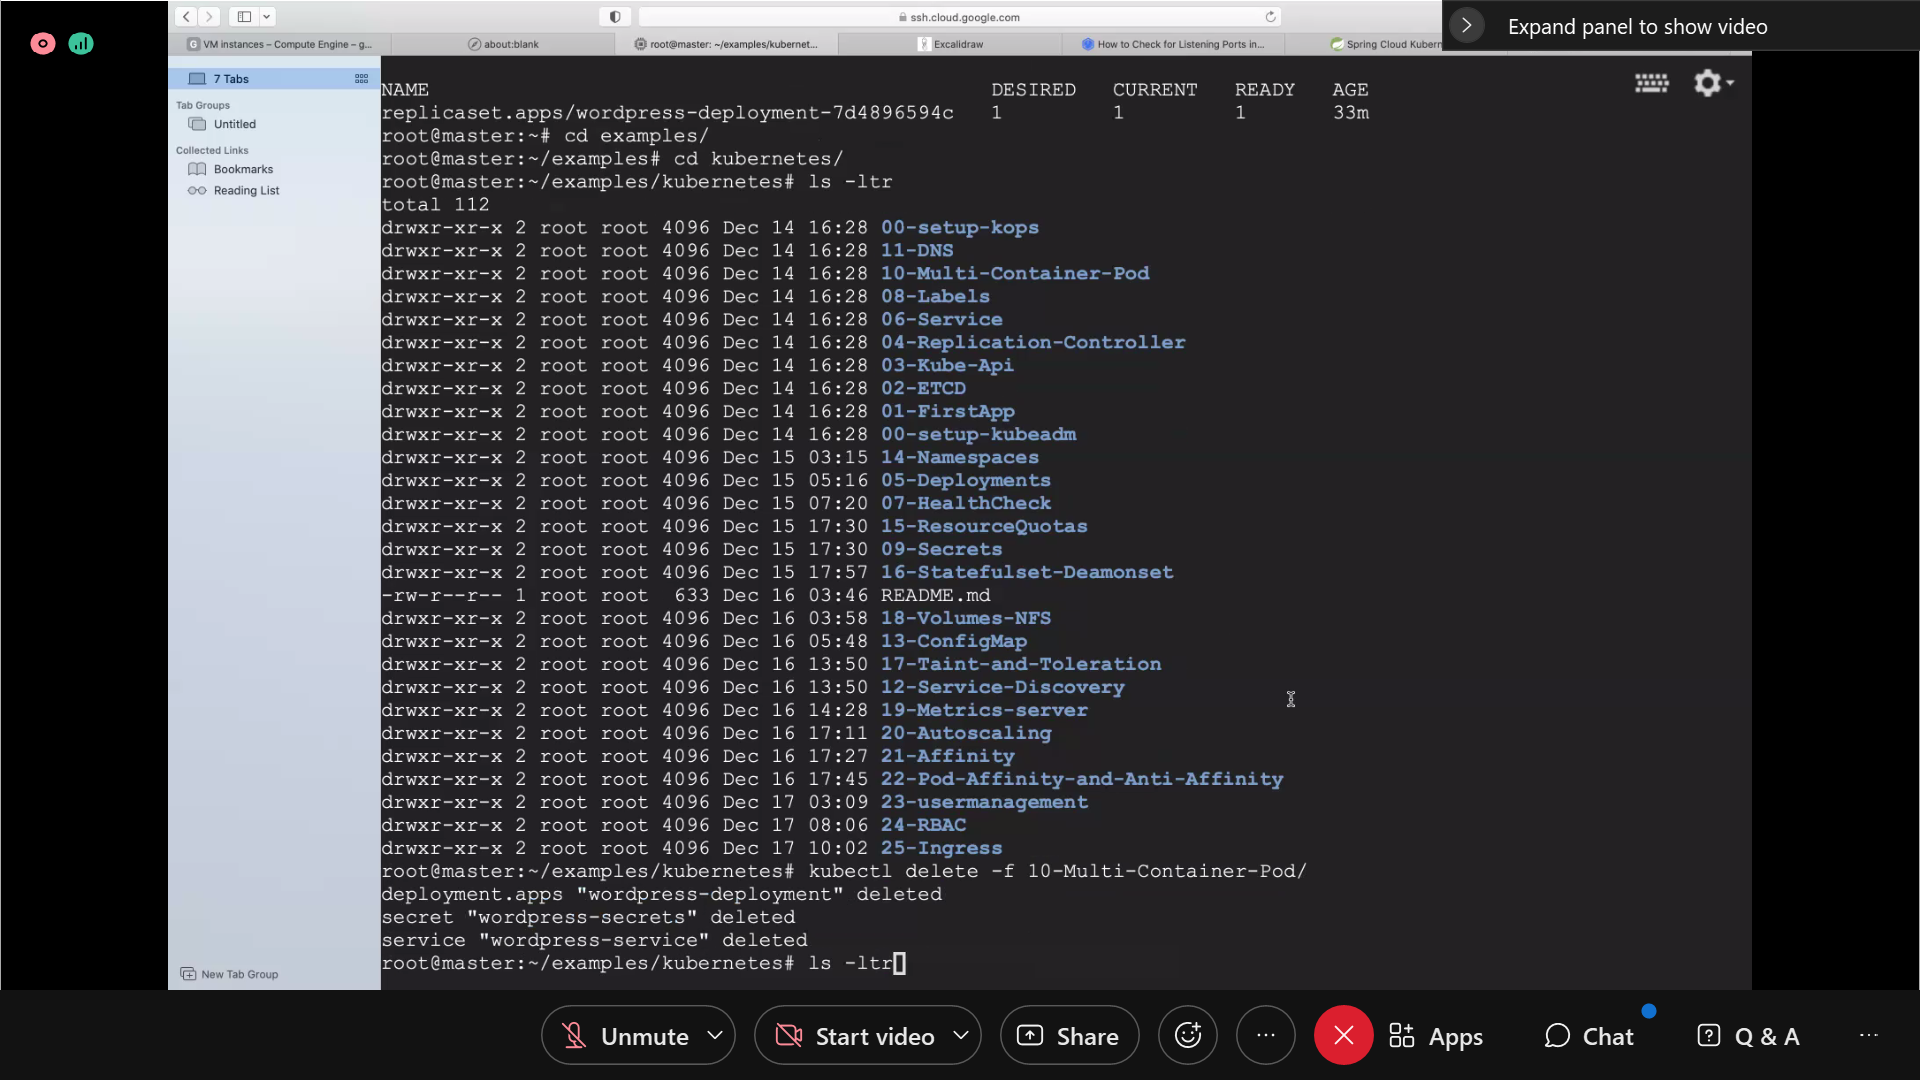 ssh.cloud.google.com
Expand panel to show video
VM instances – Compute Engine – g...
about:blank
root@master: ~/examples/kubernet...
Excalidraw
How to Check for Listening Ports in...
Spring Cloud Kubern
7 Tabs
Tab Groups
Untitled
Collected Links
Bookmarks
Reading List
New Tab Group
NAME DESIRED CURRENT READY AGE
replicaset.apps/wordpress-deployment-7d4896594c 1 1 1 33m
root@master:~# cd examples/
root@master:~/examples# cd kubernetes/
root@master:~/examples/kubernetes# ls -ltr
total 112
drwxr-xr-x 2 root root 4096 Dec 14 16:28 00-setup-kops
drwxr-xr-x 2 root root 4096 Dec 14 16:28 11-DNS
drwxr-xr-x 2 root root 4096 Dec 14 16:28 10-Multi-Container-Pod
drwxr-xr-x 2 root root 4096 Dec 14 16:28 08-Labels
drwxr-xr-x 2 root root 4096 Dec 14 16:28 06-Service
drwxr-xr-x 2 root root 4096 Dec 14 16:28 04-Replication-Controller
drwxr-xr-x 2 root root 4096 Dec 14 16:28 03-Kube-Api
drwxr-xr-x 2 root root 4096 Dec 14 16:28 02-ETCD
drwxr-xr-x 2 root root 4096 Dec 14 16:28 01-FirstApp
drwxr-xr-x 2 root root 4096 Dec 14 16:28 00-setup-kubeadm
drwxr-xr-x 2 root root 4096 Dec 15 03:15 14-Namespaces
drwxr-xr-x 2 root root 4096 Dec 15 05:16 05-Deployments
drwxr-xr-x 2 root root 4096 Dec 15 07:20 07-HealthCheck
drwxr-xr-x 2 root root 4096 Dec 15 17:30 15-ResourceQuotas
drwxr-xr-x 2 root root 4096 Dec 15 17:30 09-Secrets
drwxr-xr-x 2 root root 4096 Dec 15 17:57 16-Statefulset-Deamonset
-rw-r--r-- 1 root root 633 Dec 16 03:46 README.md
drwxr-xr-x 2 root root 4096 Dec 16 03:58 18-Volumes-NFS
drwxr-xr-x 2 root root 4096 Dec 16 05:48 13-ConfigMap
drwxr-xr-x 2 root root 4096 Dec 16 13:50 17-Taint-and-Toleration
drwxr-xr-x 2 root root 4096 Dec 16 13:50 12-Service-Discovery
drwxr-xr-x 2 root root 4096 Dec 16 14:28 19-Metrics-server
drwxr-xr-x 2 root root 4096 Dec 16 17:11 20-Autoscaling
drwxr-xr-x 2 root root 4096 Dec 16 17:27 21-Affinity
drwxr-xr-x 2 root root 4096 Dec 16 17:45 22-Pod-Affinity-and-Anti-Affinity
drwxr-xr-x 2 root root 4096 Dec 17 03:09 23-usermanagement
drwxr-xr-x 2 root root 4096 Dec 17 08:06 24-RBAC
drwxr-xr-x 2 root root 4096 Dec 17 10:02 25-Ingress
root@master:~/examples/kubernetes# kubectl delete -f 10-Multi-Container-Pod/
deployment.apps "wordpress-deployment" deleted
secret "wordpress-secrets" deleted
service "wordpress-service" deleted
root@master:~/examples/kubernetes# ls -ltr
Unmute
Start video
Share
Apps
Chat
Q & A